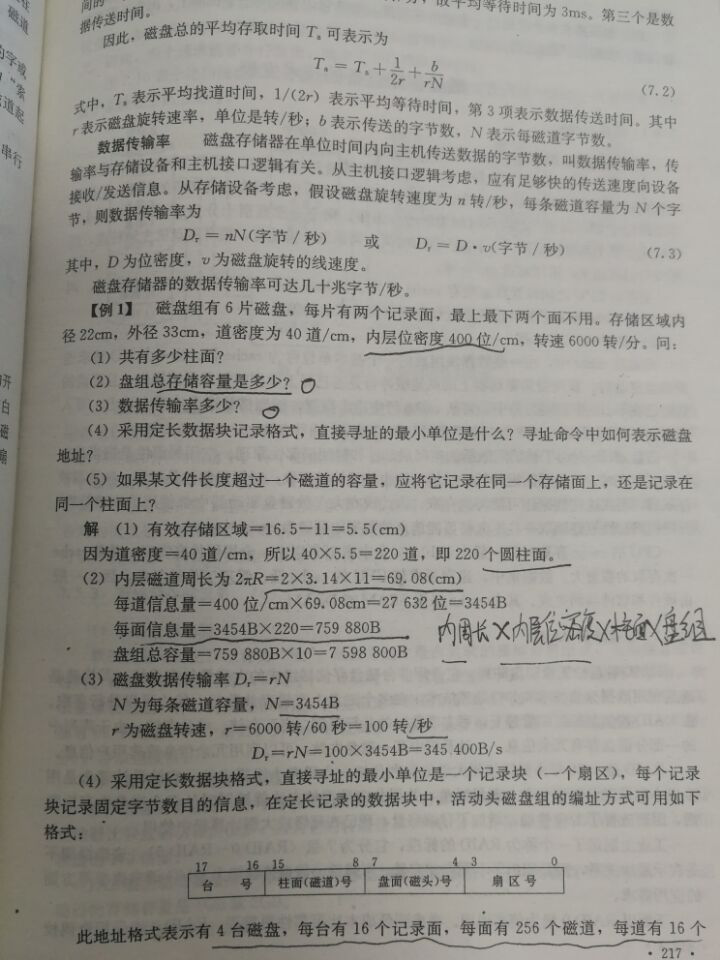 在
磁道
的字或
“索
道起
串行
故平均等待时间为 3ms。第三个是数
据传送时间。
因此，磁盘总的平均存取时间 Tₐ 可表示为
Tₐ = Tₛ + 1/2r + b/rN (7.2)
式中，Tₛ 表示平均找道时间，1/(2r) 表示平均等待时间，第 3 项表示数据传送时间。其中
r 表示磁盘旋转速率，单位是转/秒；b 表示传送的字节数，N 表示每磁道字节数。
数据传输率 磁盘存储器在单位时间内向主机传送数据的字节数，叫数据传输率，传
输率与存储设备和主机接口逻辑有关。从主机接口逻辑考虑，应有足够快的传送速度向设备
接收/发送信息。从存储设备考虑，假设磁盘旋转速度为 n 转/秒，每条磁道容量为 N 个字
节，则数据传输率为
Dᵣ = nN(字节／秒) 或 Dᵣ = D·v(字节／秒) (7.3)
其中，D 为位密度，v 为磁盘旋转的线速度。
磁盘存储器的数据传输率可达几十兆字节/秒。
【例 1】 磁盘组有 6 片磁盘，每片有两个记录面，最上最下两个面不用。存储区域内
径 22cm，外径 33cm，道密度为 40 道/cm，内层位密度 400 位/cm，转速 6000 转/分。问：
（1）共有多少柱面？
（2）盘组总存储容量是多少？
（3）数据传输率多少？
（4）采用定长数据块记录格式，直接寻址的最小单位是什么？寻址命令中如何表示磁盘
地址？
（5）如果某文件长度超过一个磁道的容量，应将它记录在同一个存储面上，还是记录在
同一个柱面上？
解 （1）有效存储区域=16.5−11=5.5(cm)
因为道密度=40 道/cm，所以 40×5.5=220 道，即 220 个圆柱面。
（2）内层磁道周长为 2πR=2×3.14×11=69.08(cm)
每道信息量=400 位/cm×69.08cm=27 632 位=3454B
每面信息量=3454B×220=759 880B
内周长×内层位密度×柱面×盘组
盘组总容量=759 880B×10=7 598 800B
（3）磁盘数据传输率 Dᵣ=rN
N 为每条磁道容量，N=3454B
r 为磁盘转速，r=6000 转/60 秒=100 转/秒
Dᵣ=rN=100×3454B=345 400B/s
（4）采用定长数据块格式，直接寻址的最小单位是一个记录块（一个扇区），每个记录
块记录固定字节数目的信息，在定长记录的数据块中，活动头磁盘组的编址方式可用如下
格式：
17 16 15 8 7 4 3 0
台 号 柱面(磁道)号 盘面(磁头)号 扇区号
此地址格式表示有 4 台磁盘，每台有 16 个记录面，每面有 256 个磁道，每道有 16 个
· 217 ·